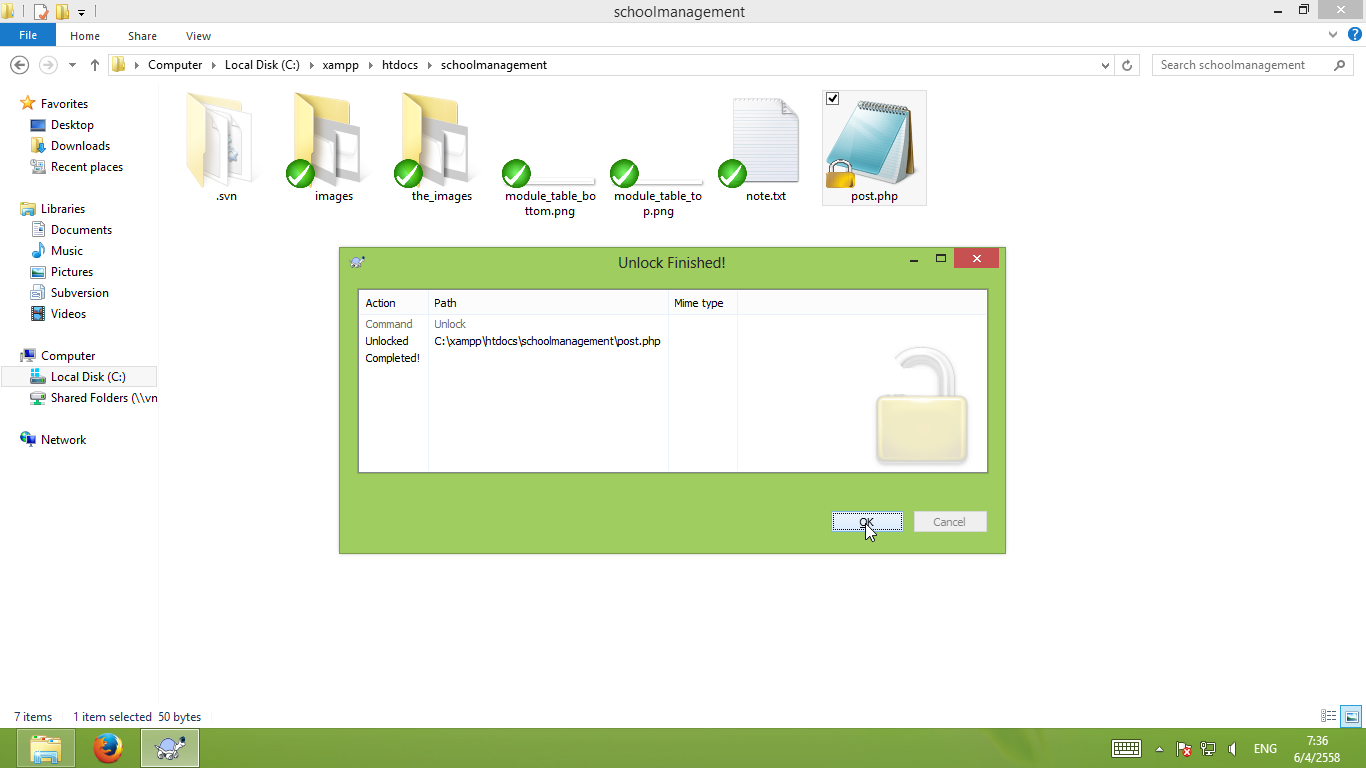 schoolmanagement
File Home Share View
Computer Local Disk (C:) xampp htdocs schoolmanagement
Search schoolmanagement
Favorites
Desktop
Downloads
Recent places
Libraries
Documents
Music
Pictures
Subversion
Videos
Computer
Local Disk (C:)
Shared Folders (\\vn
Network
.svn
images
the_images
module_table_bo
ttom.png
module_table_to
p.png
note.txt
post.php
Unlock Finished!
Action Path Mime type
Command Unlock
Unlocked C:\xampp\htdocs\schoolmanagement\post.php
Completed!
OK Cancel
7 items 1 item selected 50 bytes
ENG
7:36
6/4/2558